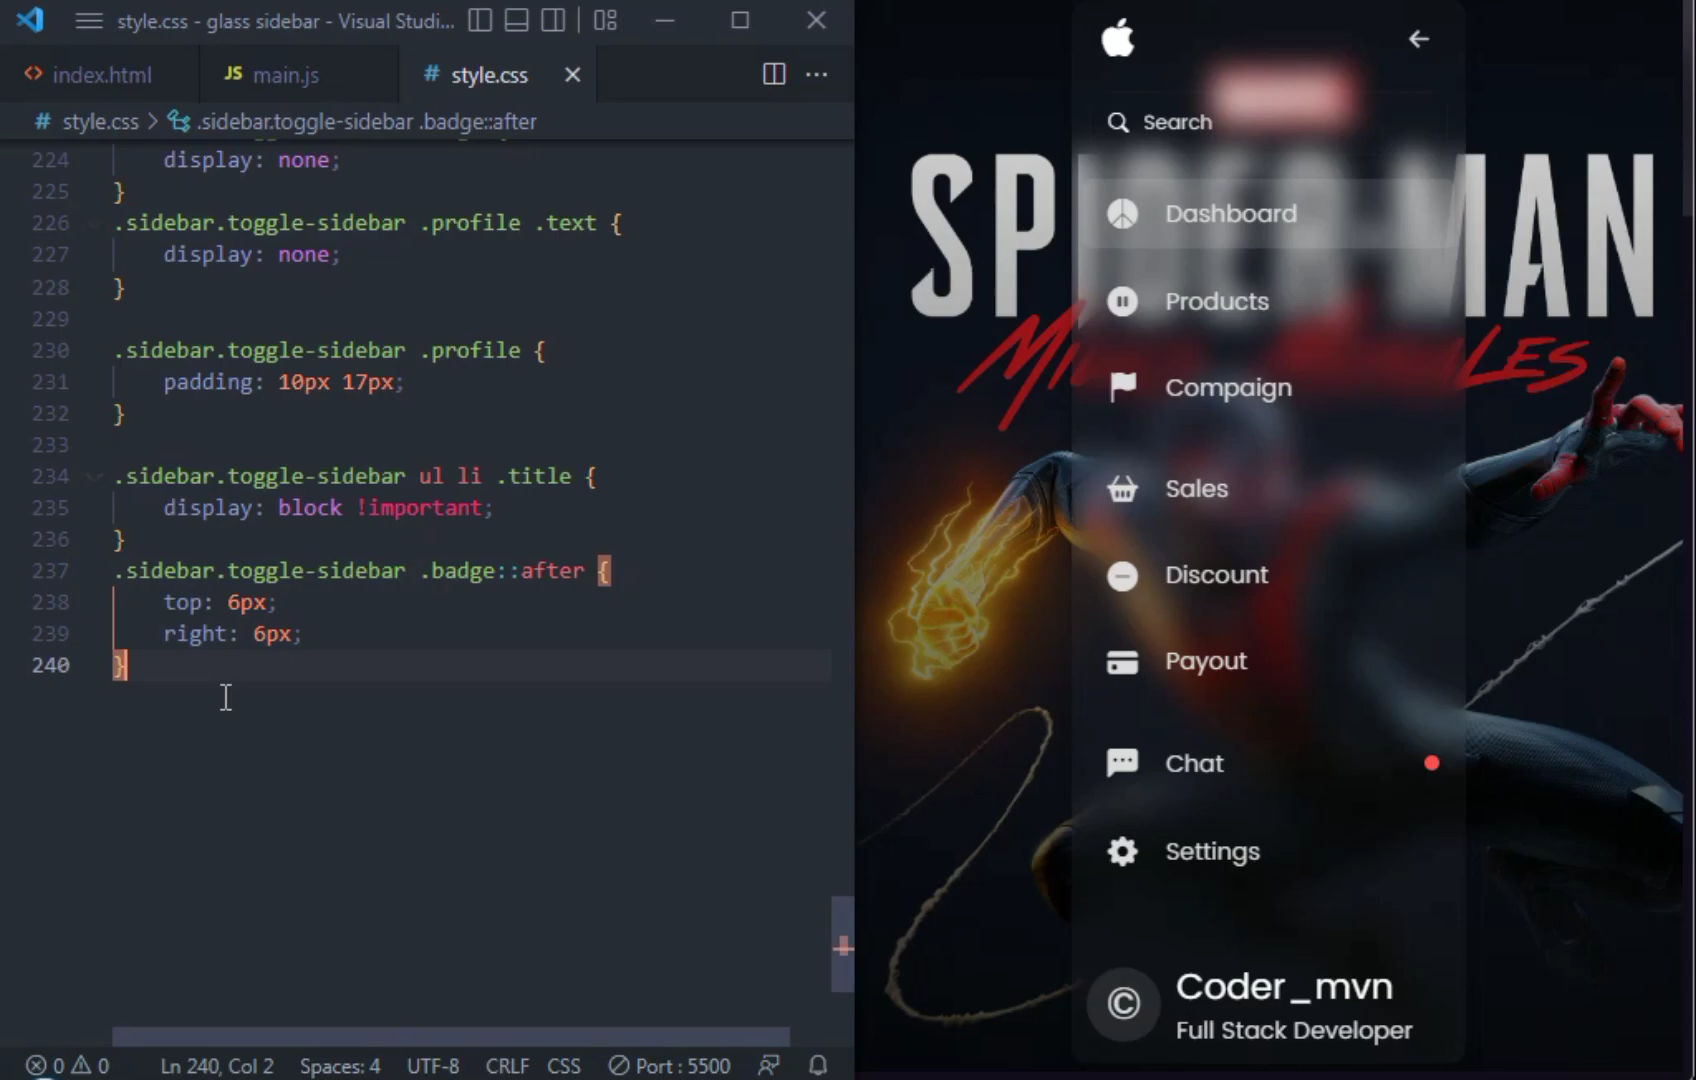 style.css - glass sidebar - Visual Studi...
index.html
JS main.js
# style.css
# style.css > .sidebar.toggle-sidebar .badge::after
224 display: none;
225 }
226 .sidebar.toggle-sidebar .profile .text {
227 display: none;
228 }
229
230 .sidebar.toggle-sidebar .profile {
231 padding: 10px 17px;
232 }
233
234 .sidebar.toggle-sidebar ul li .title {
235 display: block !important;
236 }
237 .sidebar.toggle-sidebar .badge::after {
238 top: 6px;
239 right: 6px;
240 }
0 0 Ln 240, Col 2 Spaces: 4 UTF-8 CRLF CSS Port : 5500
Search
Dashboard
Products
Compaign
Sales
Discount
Payout
Chat
Settings
Coder_mvn
Full Stack Developer
SPIDER-MAN